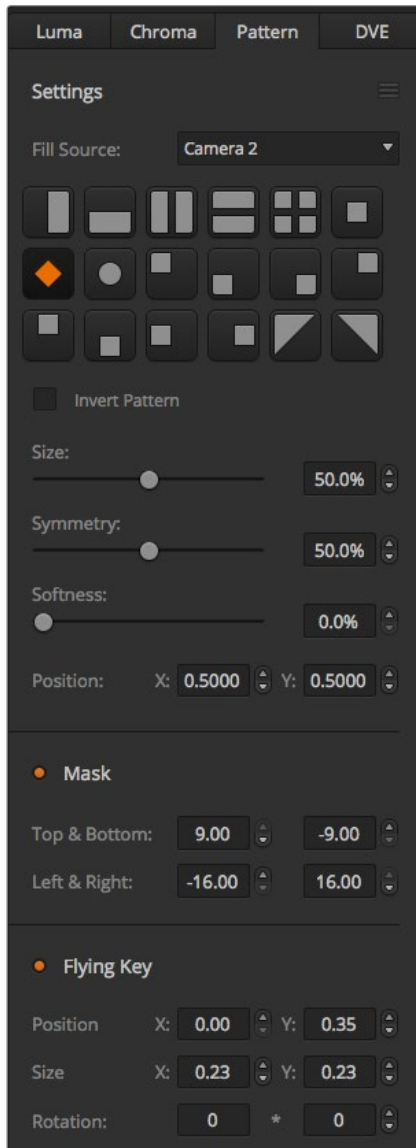 Luma Chroma Pattern DVE
Settings
Fill Source: Camera 2
Invert Pattern
Size:
50.0%
Symmetry:
50.0%
Softness:
0.0%
Position: X: 0.5000 Y: 0.5000
Mask
Top & Bottom: 9.00 -9.00
Left & Right: -16.00 16.00
Flying Key
Position X: 0.00 Y: 0.35
Size X: 0.23 Y: 0.23
Rotation: 0 * 0